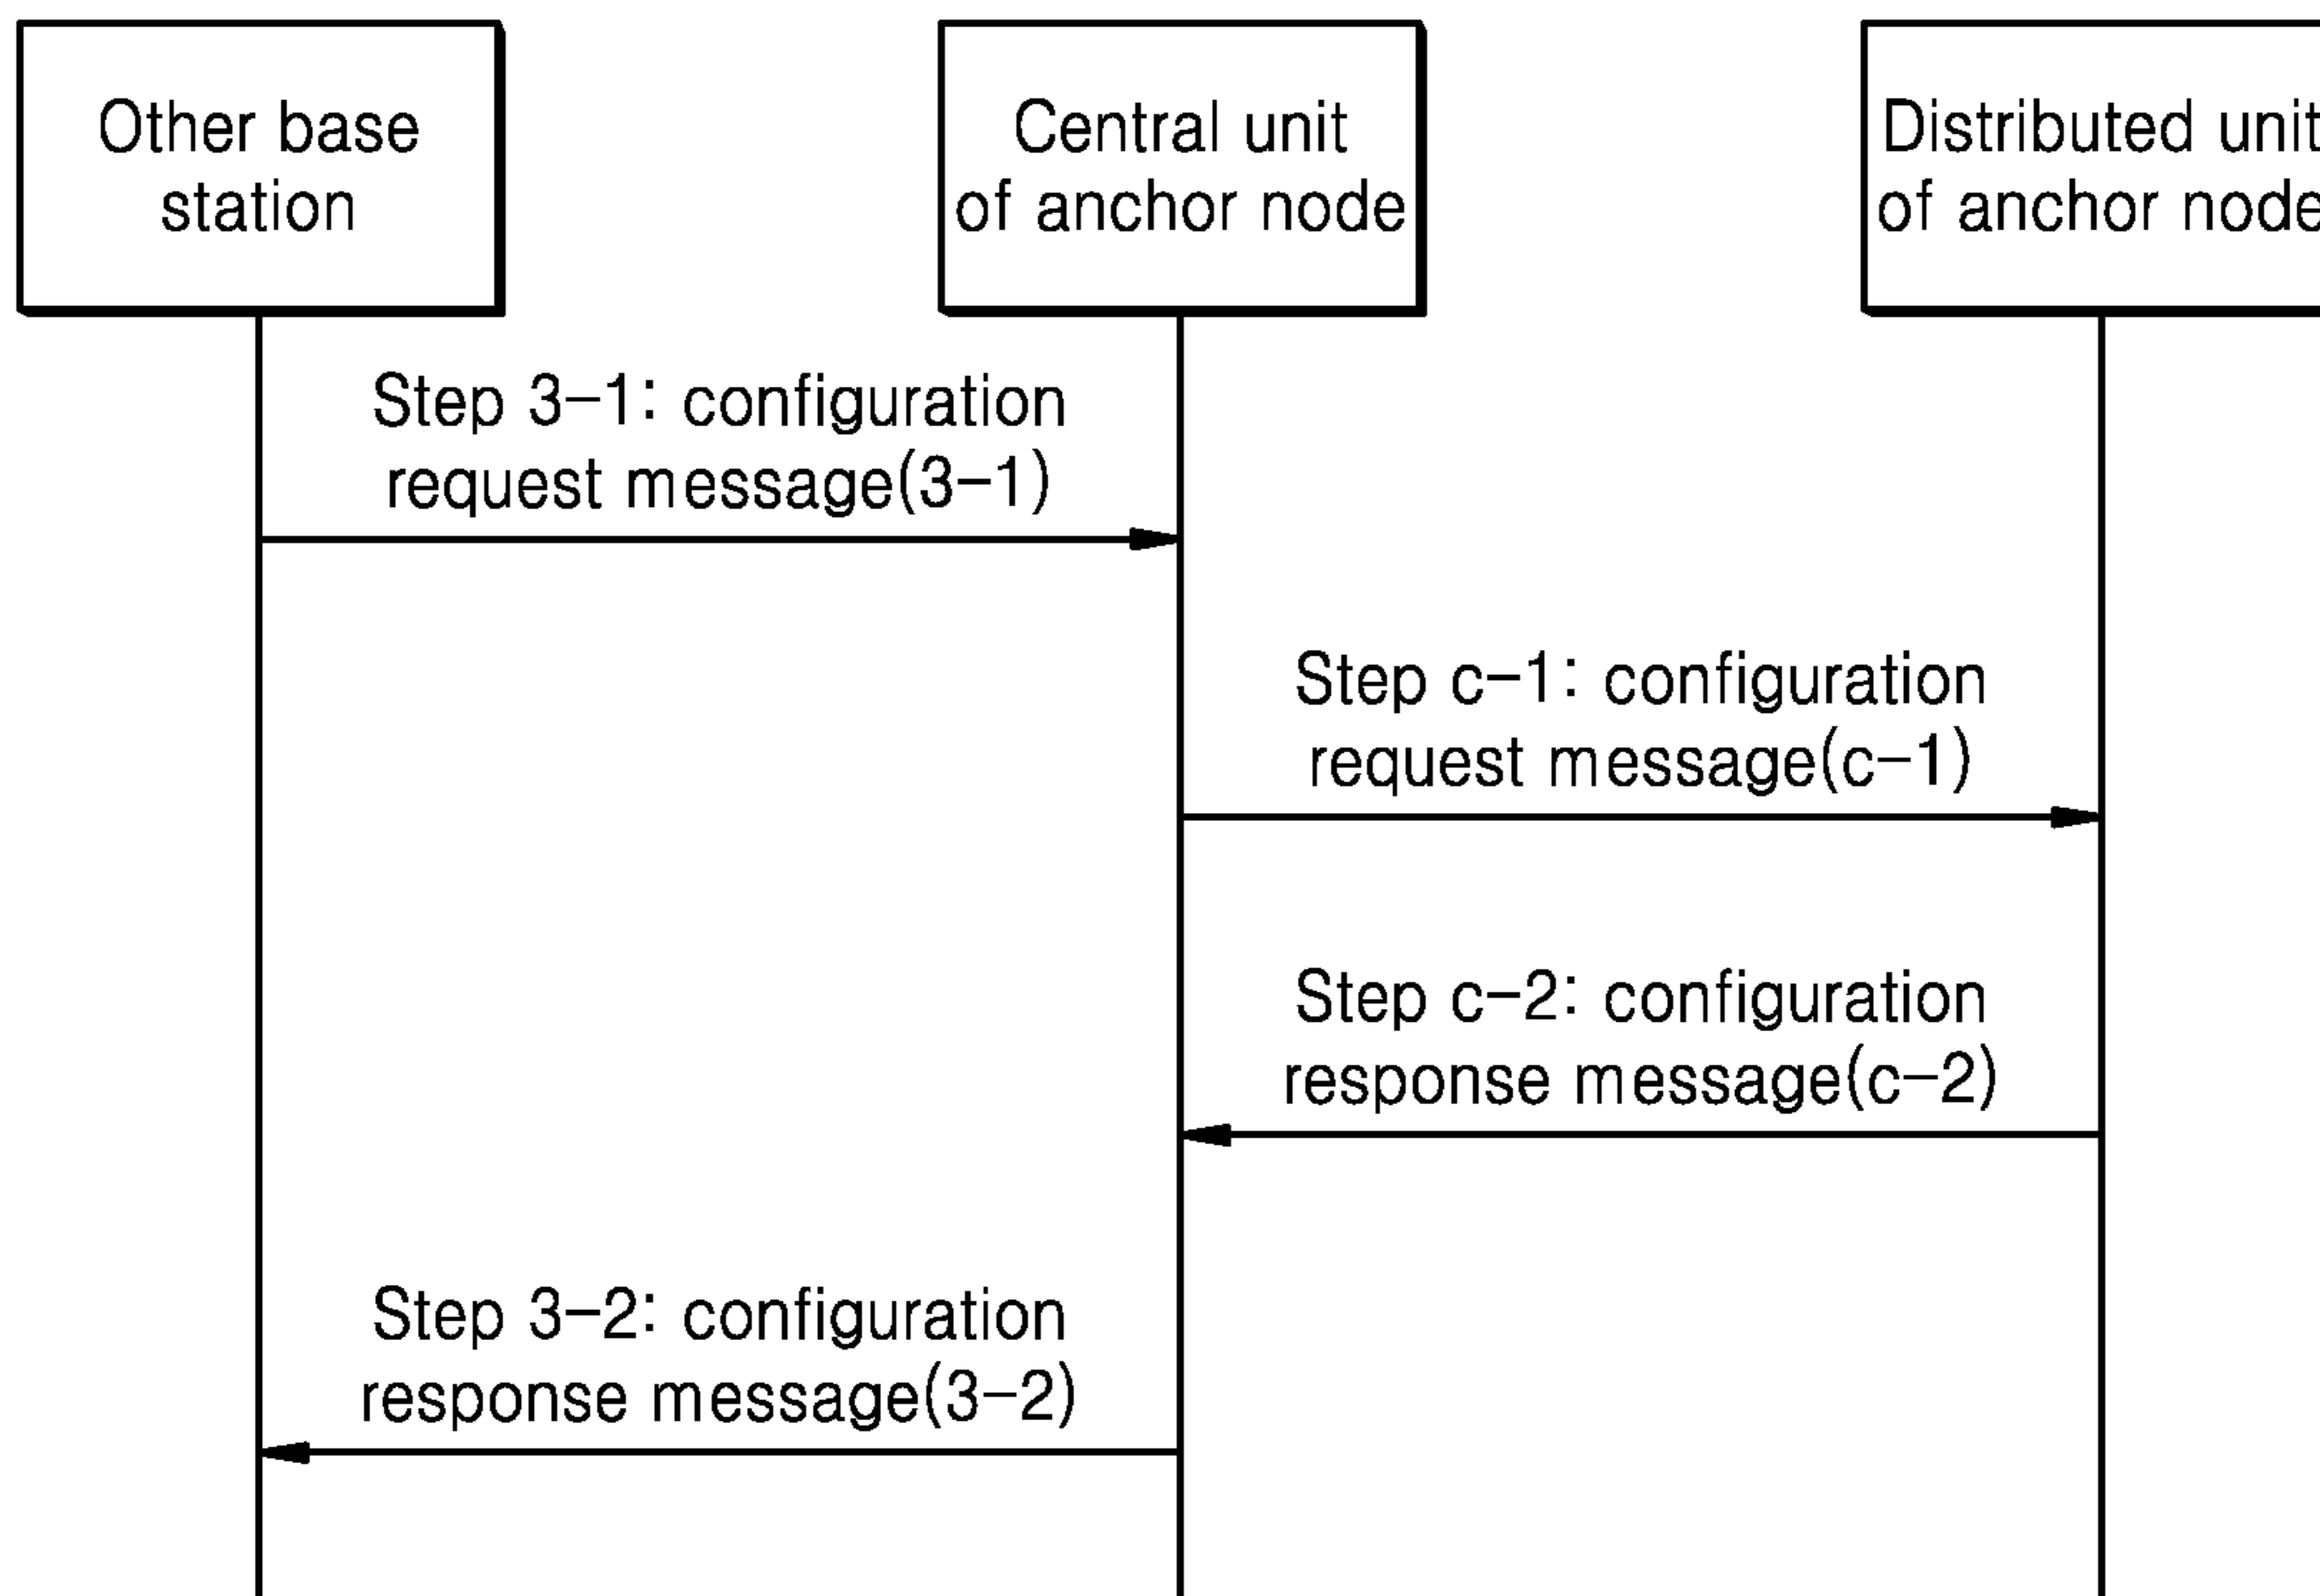 Other base
station
Central unit
of anchor node
Distributed unit
of anchor node
Step 3-1: configuration
request message(3-1)
Step c-1: configuration
request message(c-1)
Step c-2: configuration
response message(c-2)
Step 3-2: configuration
response message(3-2)